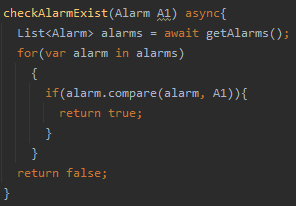 checkAlarmExist(Alarm A1) async{
  List<Alarm> alarms = await getAlarms();
  for(var alarm in alarms)
    {
      if(alarm.compare(alarm, A1)){
        return true;
      }
    }
  return false;
}